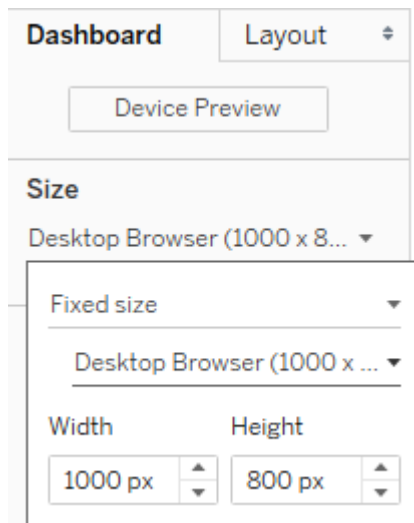 Dashboard Layout
Device Preview
Size
Desktop Browser (1000 x 8...
Fixed size
Desktop Browser (1000 x ...
Width Height
1000 px 800 px